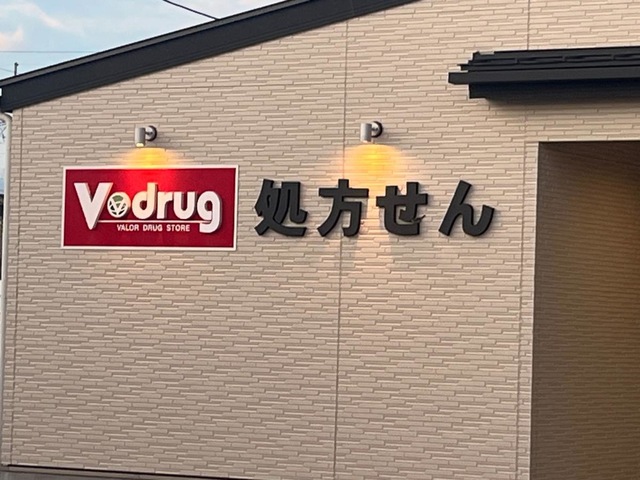 Vdrug
VALOR DRUG STORE
処方せん